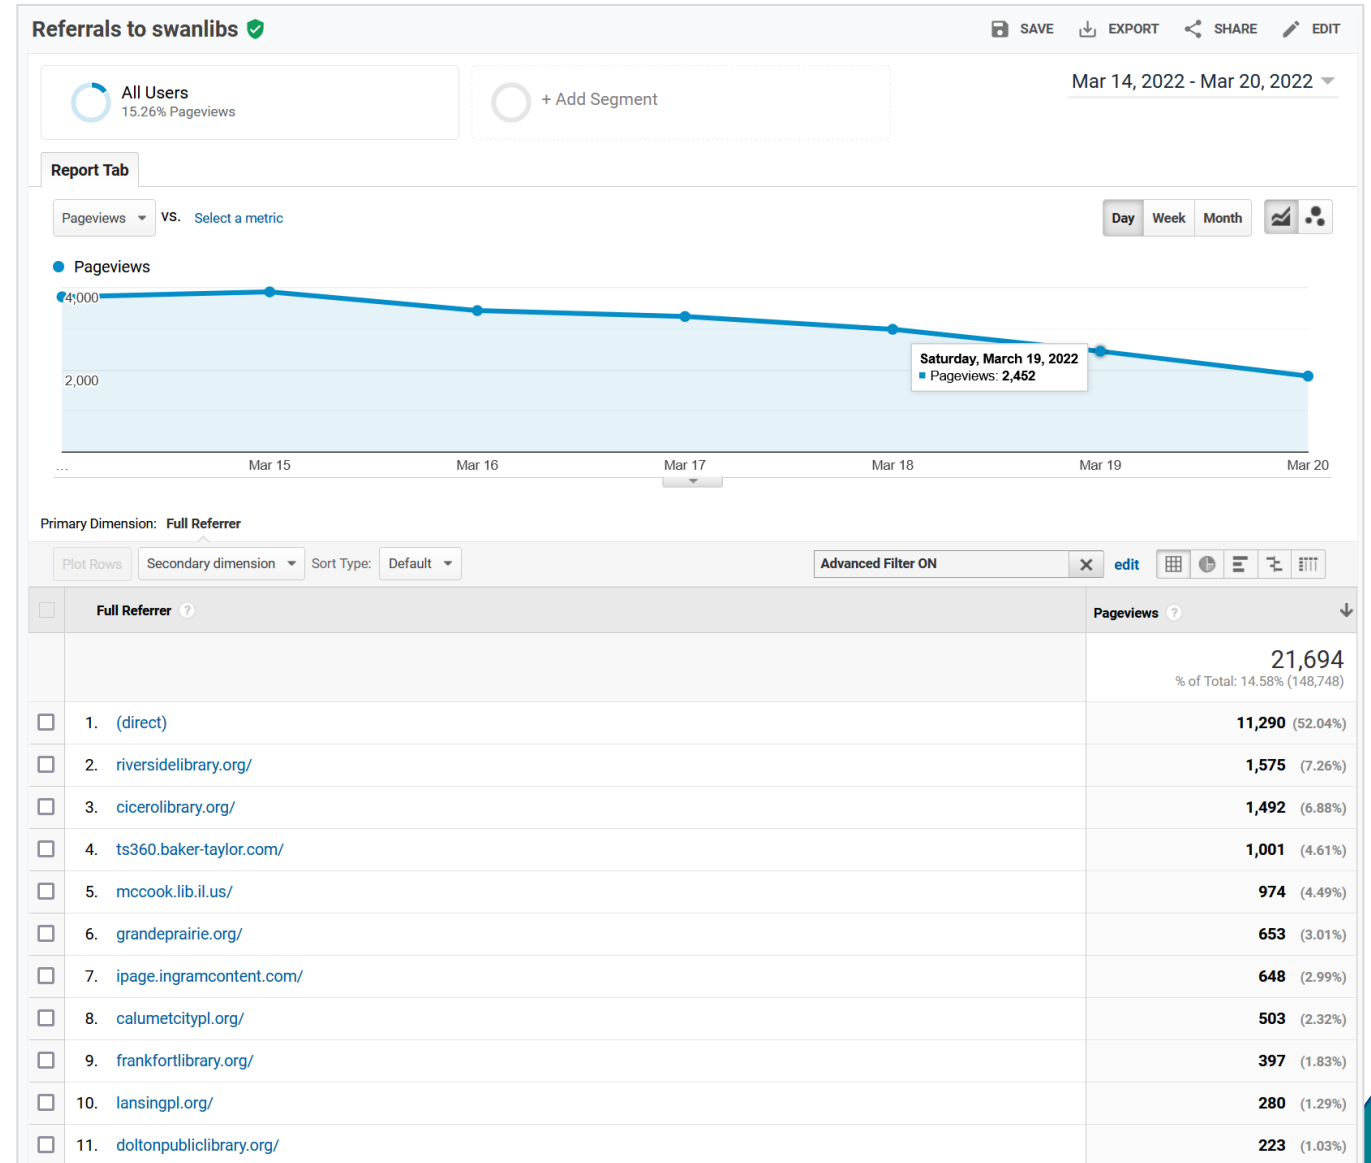 Referrals to swanlibs
SAVE EXPORT SHARE EDIT
All Users
15.26% Pageviews
+ Add Segment
Mar 14, 2022 - Mar 20, 2022
Report Tab
Pageviews VS. Select a metric
Day Week Month
Pageviews
4,000
2,000
Saturday, March 19, 2022
Pageviews: 2,452
... Mar 15 Mar 16 Mar 17 Mar 18 Mar 19 Mar 20
Primary Dimension: Full Referrer
Plot Rows Secondary dimension Sort Type: Default Advanced Filter ON edit
Full Referrer ? Pageviews ?
21,694
% of Total: 14.58% (148,748)
1. (direct) 11,290 (52.04%)
2. riversidelibrary.org/ 1,575 (7.26%)
3. cicerolibrary.org/ 1,492 (6.88%)
4. ts360.baker-taylor.com/ 1,001 (4.61%)
5. mccook.lib.il.us/ 974 (4.49%)
6. grandeprairie.org/ 653 (3.01%)
7. ipage.ingramcontent.com/ 648 (2.99%)
8. calumetcitypl.org/ 503 (2.32%)
9. frankfortlibrary.org/ 397 (1.83%)
10. lansingpl.org/ 280 (1.29%)
11. doltonpubliclibrary.org/ 223 (1.03%)